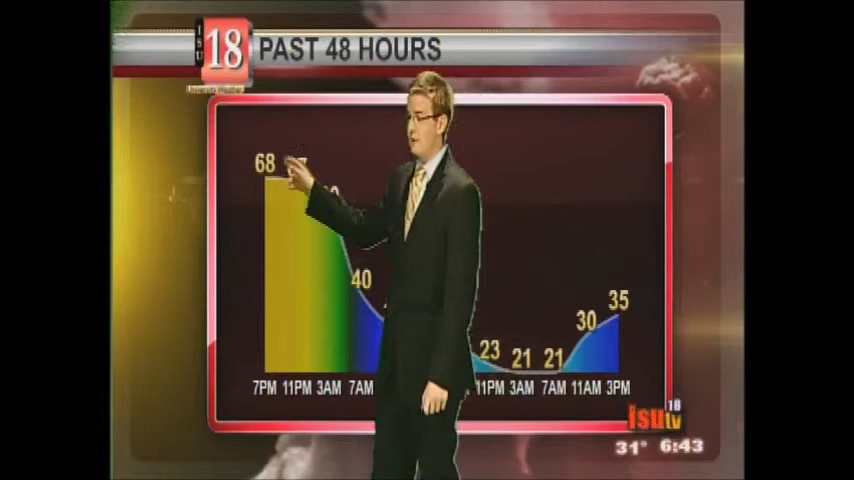 ISU
18
PAST 48 HOURS
68
40
23
21
21
30
35
7PM 11PM 3AM 7AM 11PM 3AM 7AM 11AM 3PM
isu 18
tv
31° 6:43